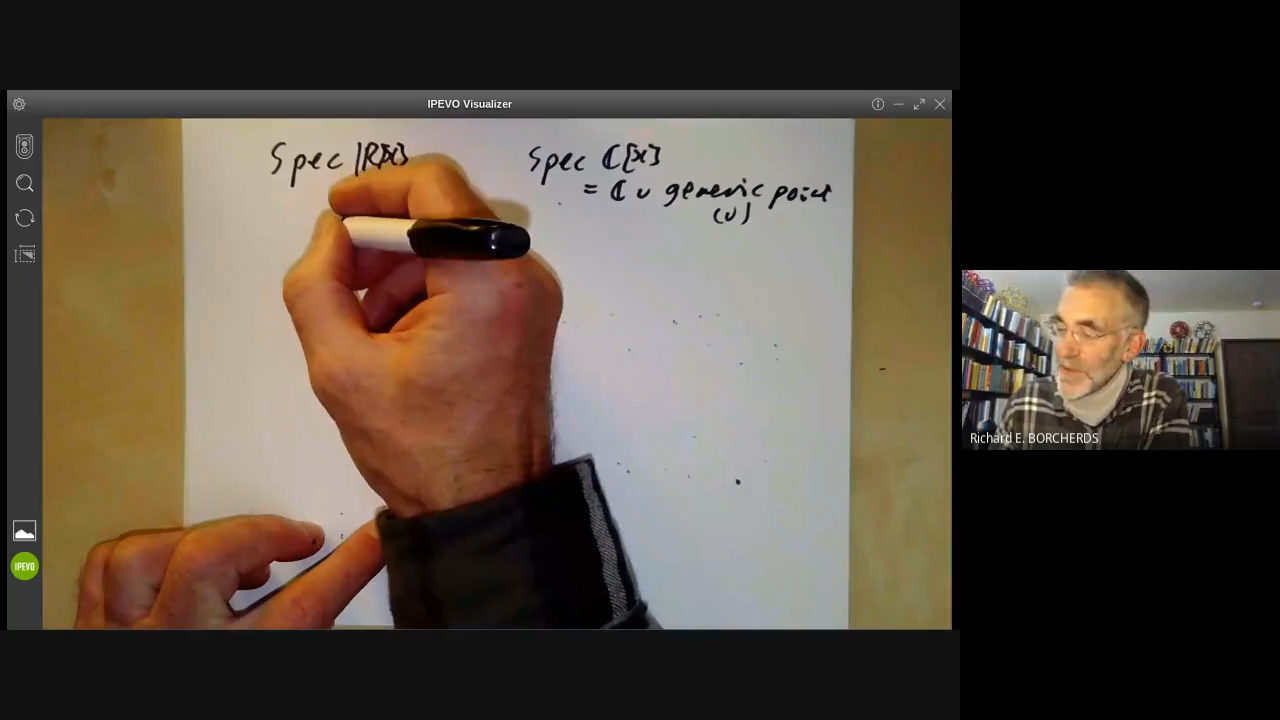 IPEVO Visualizer
Spec ℝ[x]
Spec ℂ[x]
= ℂ ∪ generic point
(0)
Richard E. BORCHERDS
IPEVO